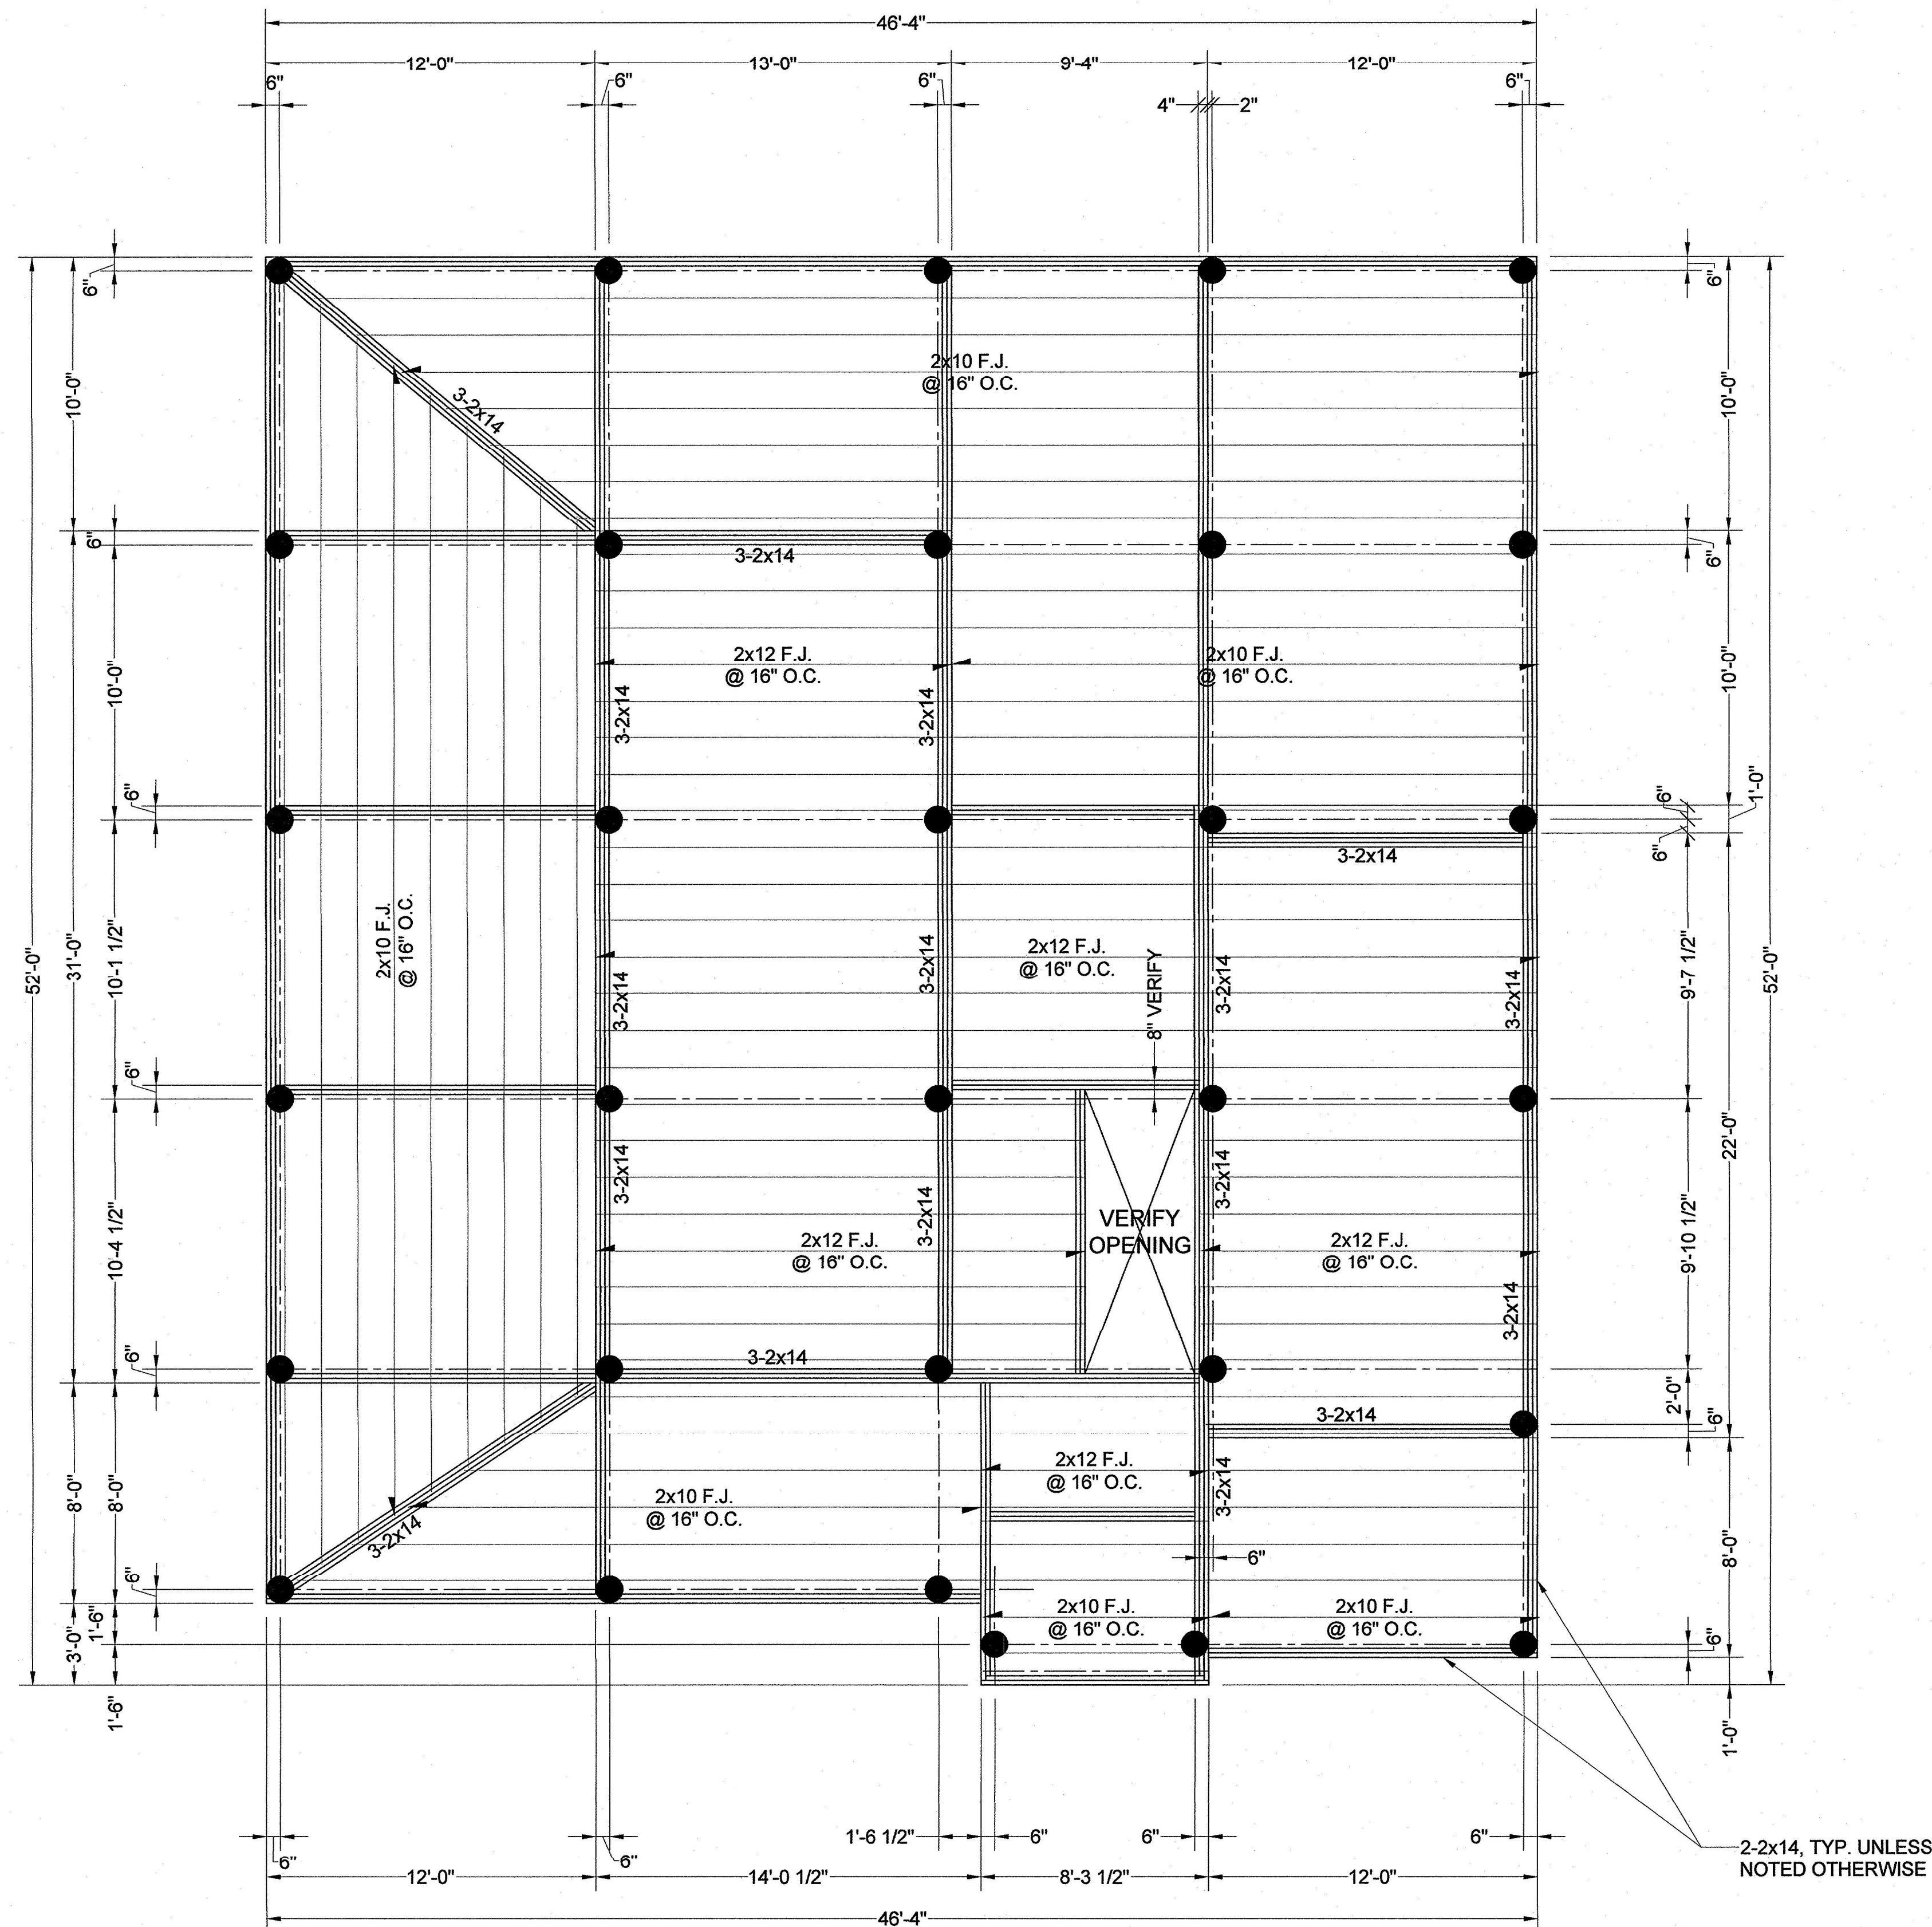 46'-4"
12'-0"
13'-0"
9'-4"
12'-0"
6"
6"
6"
4"
2"
6"
6"
6"
10'-0"
10'-0"
2x10 F.J.
@ 16" O.C.
3-2x14
6"
6"
3-2x14
10'-0"
2x12 F.J.
@ 16" O.C.
2x10 F.J.
@ 16" O.C.
10'-0"
3-2x14
3-2x14
6"
6"
1'-0"
6"
3-2x14
52'-0"
31'-0"
10'-1 1/2"
2x10 F.J.
@ 16" O.C.
3-2x14
3-2x14
2x12 F.J.
@ 16" O.C.
8" VERIFY
3-2x14
3-2x14
9'-7 1/2"
52'-0"
6"
10'-4 1/2"
3-2x14
3-2x14
3-2x14
22'-0"
VERIFY
OPENING
2x12 F.J.
@ 16" O.C.
2x12 F.J.
@ 16" O.C.
9'-10 1/2"
3-2x14
6"
3-2x14
2'-0"
6"
3-2x14
8'-0"
8'-0"
2x12 F.J.
@ 16" O.C.
3-2x14
2x10 F.J.
@ 16" O.C.
3-2x14
8'-0"
6"
6"
1'-6"
3'-0"
2x10 F.J.
@ 16" O.C.
2x10 F.J.
@ 16" O.C.
6"
1'-6"
1'-0"
1'-6 1/2"
6"
6"
6"
6"
6"
2-2x14, TYP. UNLESS
NOTED OTHERWISE
12'-0"
14'-0 1/2"
8'-3 1/2"
12'-0"
46'-4"